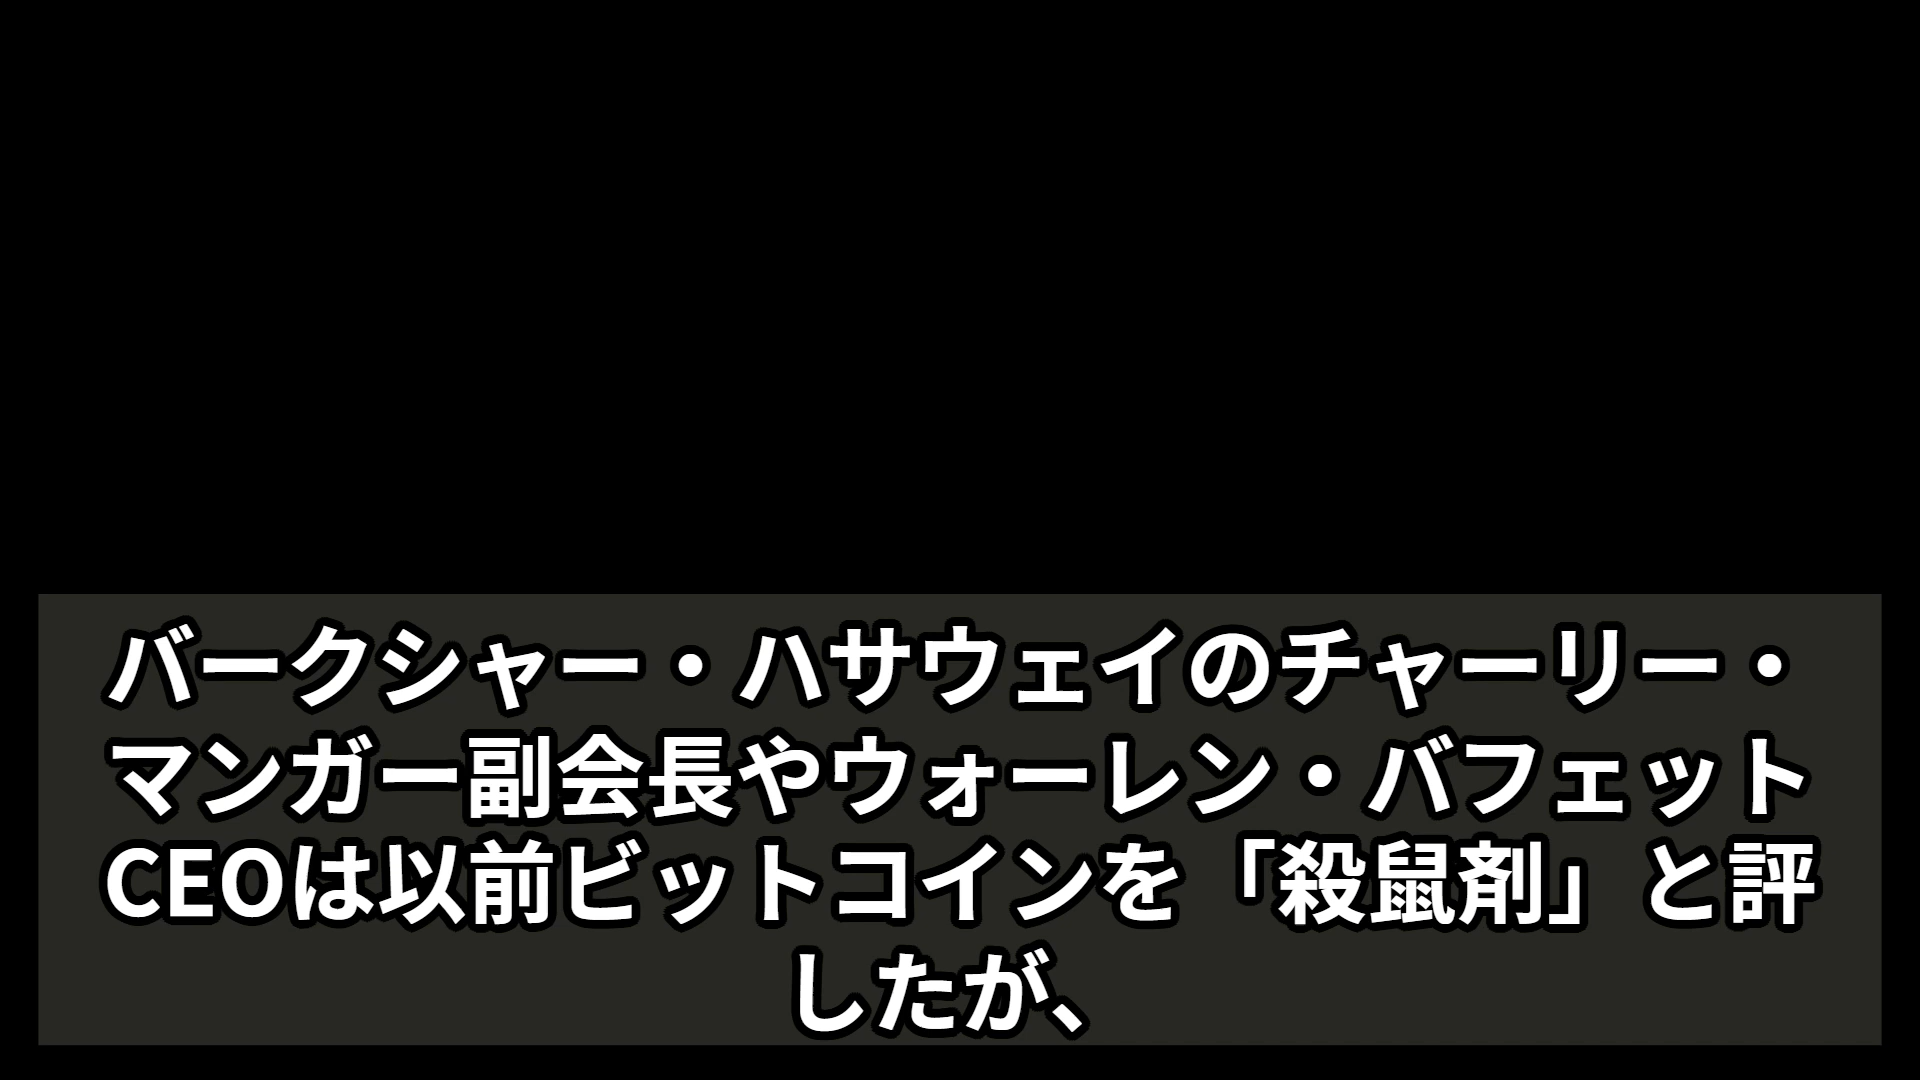 バークシャー・ハサウェイのチャーリー・
マンガー副会長やウォーレン・バフェット
CEOは以前ビットコインを「殺鼠剤」と評
したが、